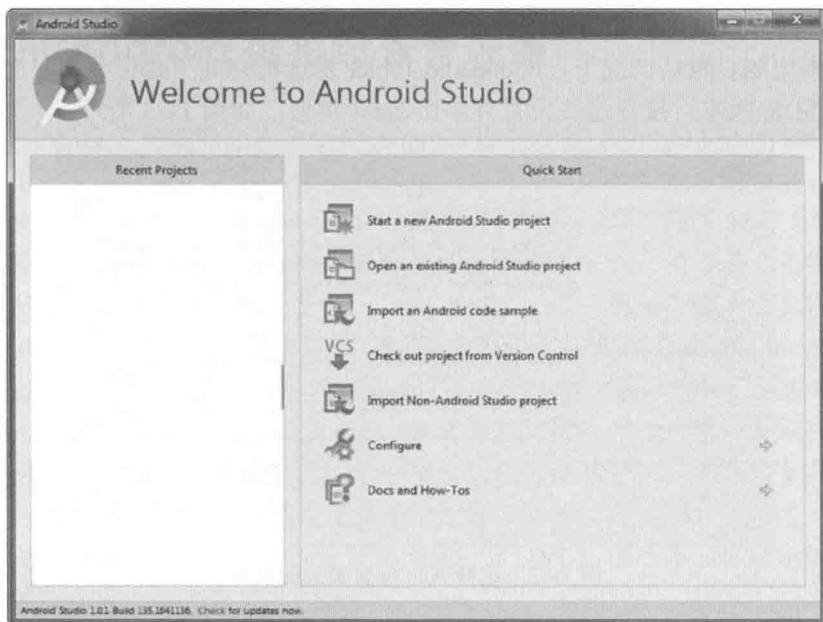 Android Studio
Welcome to Android Studio
Recent Projects
Quick Start
Start a new Android Studio project
Open an existing Android Studio project
Import an Android code sample
VCS
Check out project from Version Control
Import Non-Android Studio project
Configure
Docs and How-Tos
Android Studio 1.0.1 Build 135.1641136. Check for updates now.